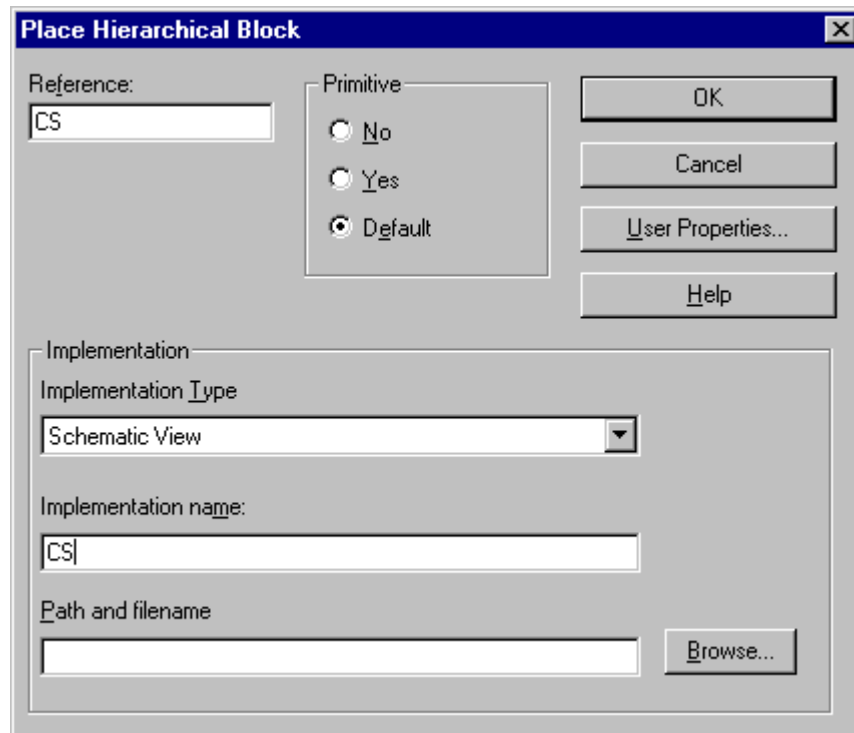 Place Hierarchical Block
Reference:
CS
Primitive
No
Yes
Default
OK
Cancel
User Properties...
Help
Implementation
Implementation Type
Schematic View
Implementation name:
CS
Path and filename
Browse...